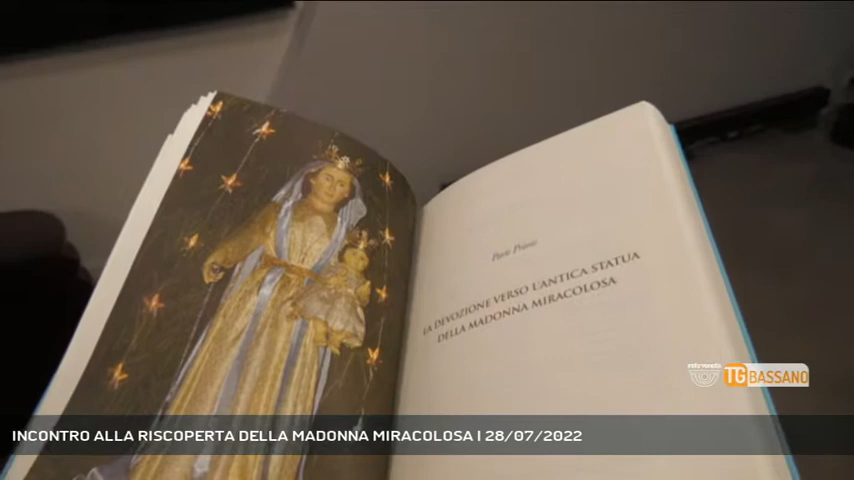 Parte Prima
LA DEVOZIONE VERSO L'ANTICA STATUA
DELLA MADONNA MIRACOLOSA
reteveneta
TG BASSANO
INCONTRO ALLA RISCOPERTA DELLA MADONNA MIRACOLOSA | 28/07/2022